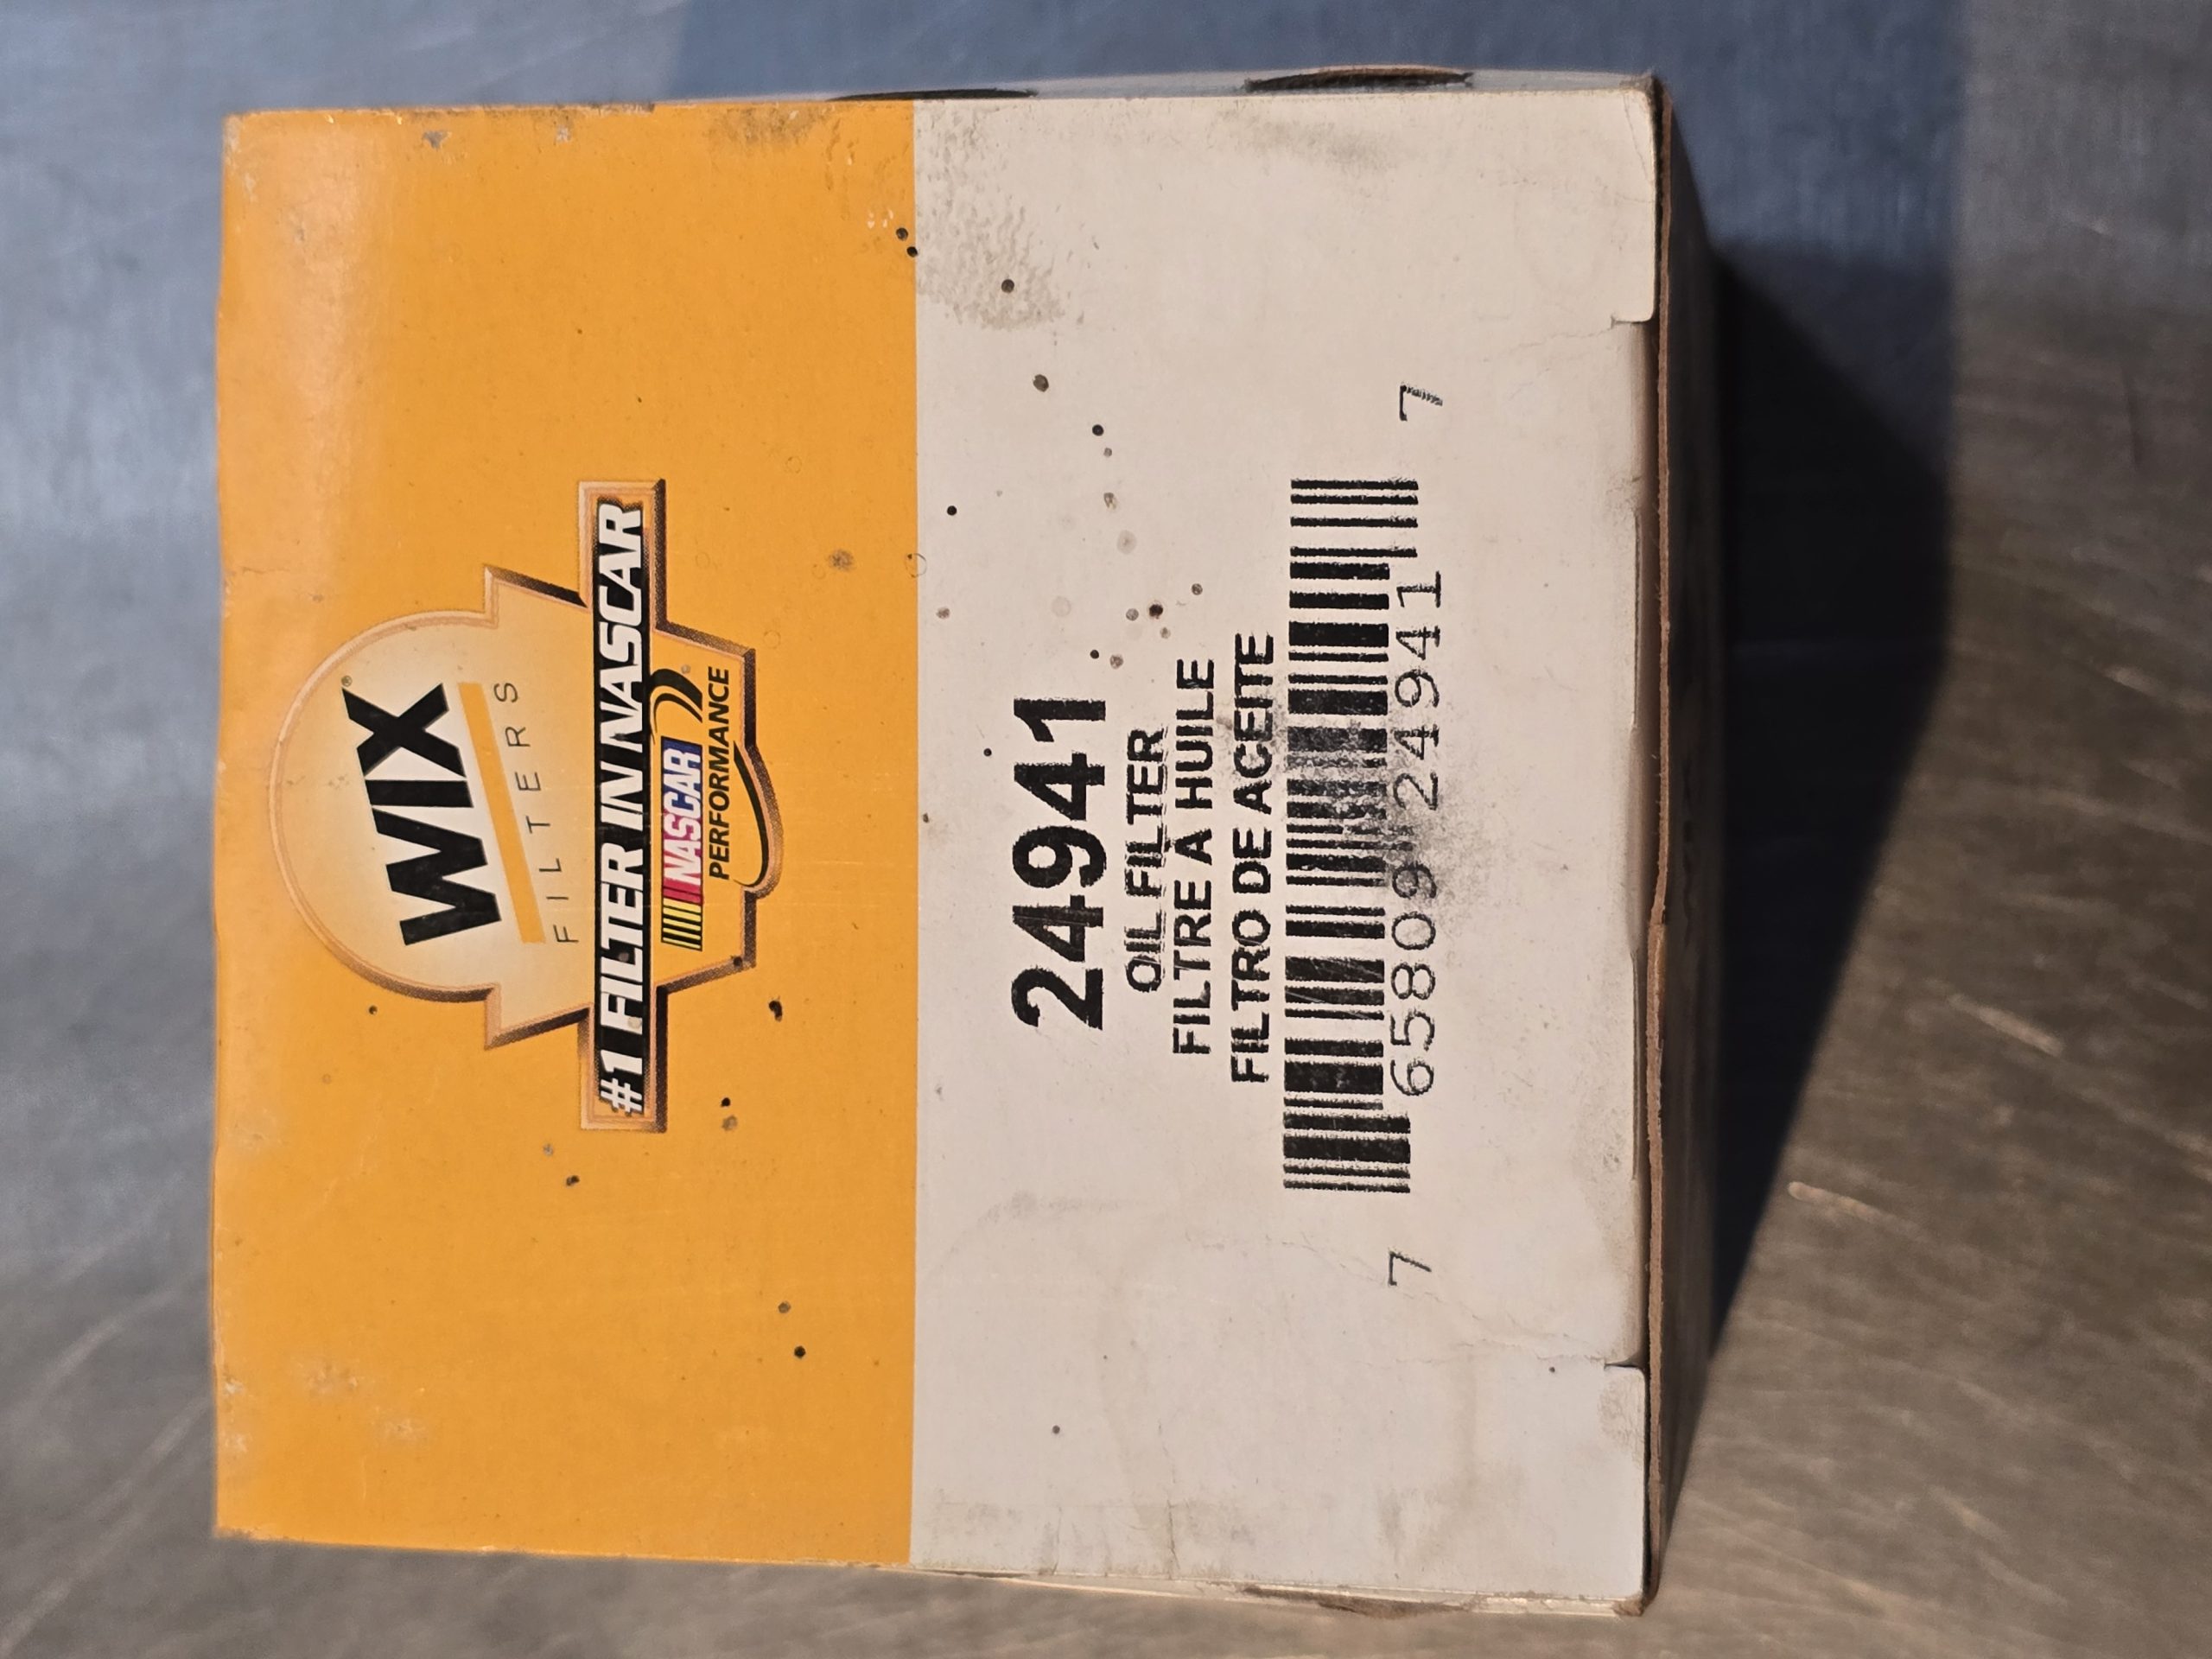 WIX®
FILTERS
#1 FILTER IN NASCAR
NASCAR
PERFORMANCE
24941
OIL FILTER
FILTRE A HUILE
FILTRO DE ACEITE
7 65809 24941 7